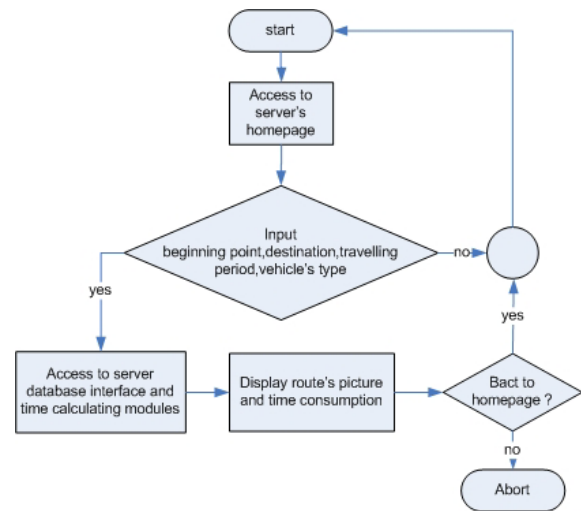 start
Access to
server's
homepage
Input
beginning point,destination,travelling
period,vehicle's type
no
yes
yes
Access to server
database interface and
time calculating modules
Display route's picture
and time consumption
Bact to
homepage ?
no
Abort